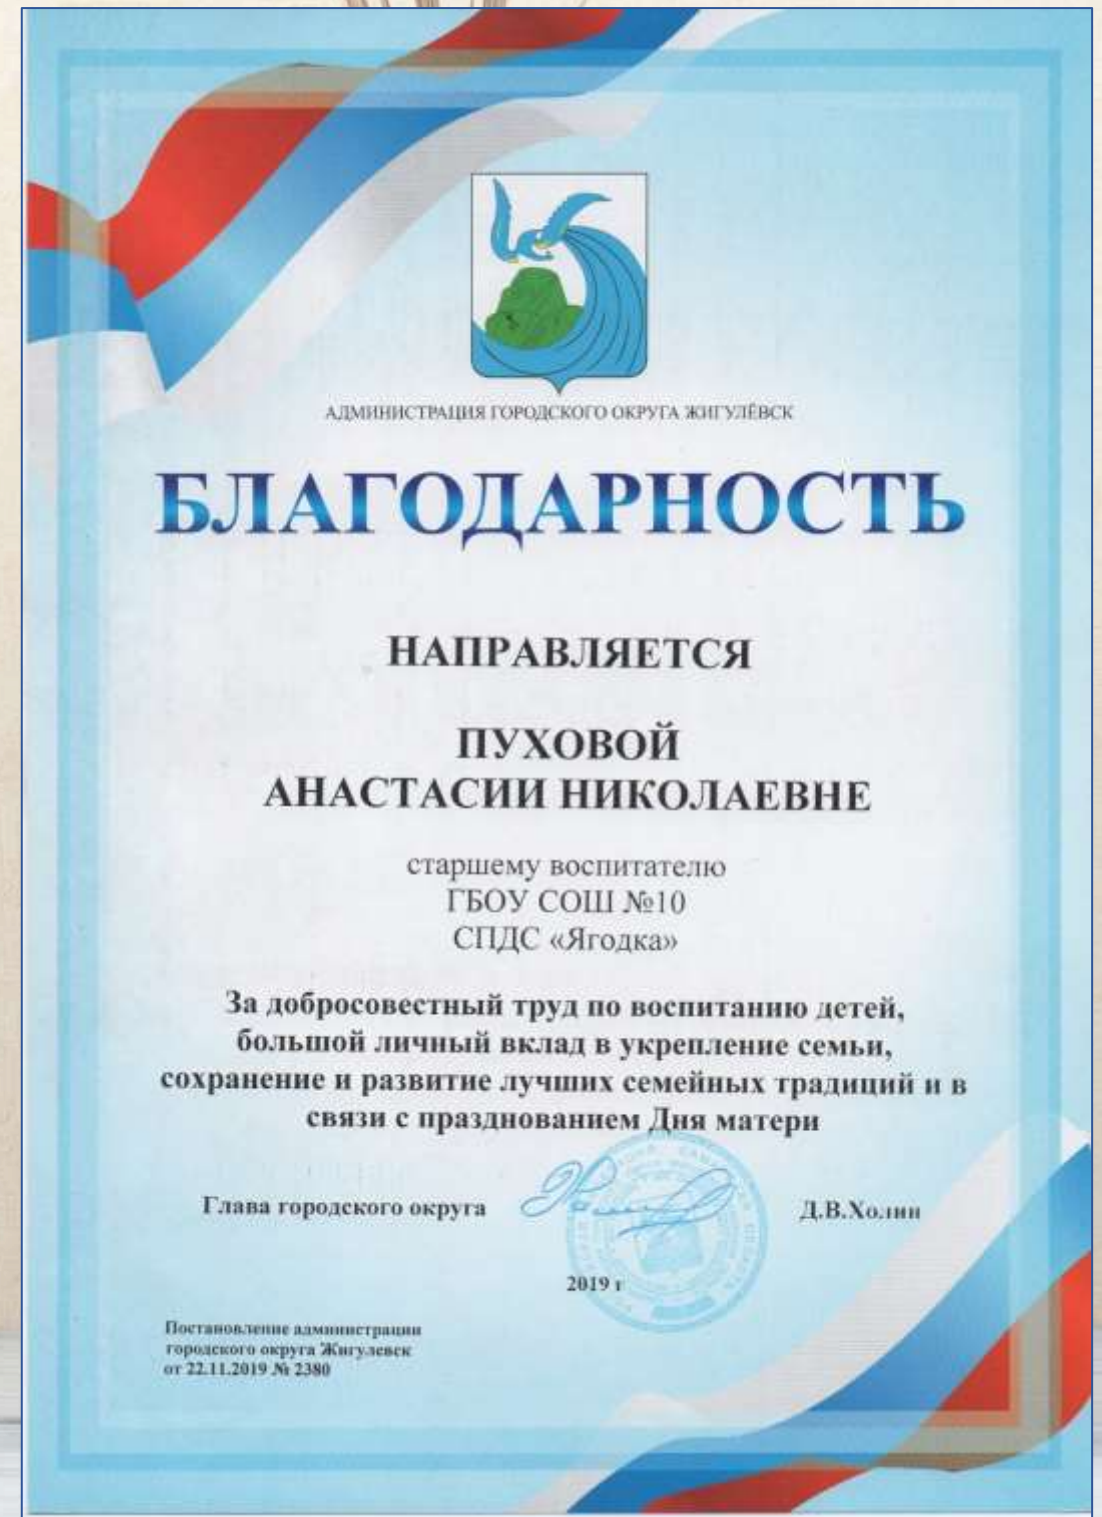 АДМИНИСТРАЦИЯ ГОРОДСКОГО ОКРУГА ЖИГУЛЁВСК
БЛАГОДАРНОСТЬ
НАПРАВЛЯЕТСЯ
ПУХОВОЙ
АНАСТАСИИ НИКОЛАЕВНЕ
старшему воспитателю
ГБОУ СОШ №10
СПДС «Ягодка»
За добросовестный труд по воспитанию детей,
большой личный вклад в укрепление семьи,
сохранение и развитие лучших семейных традиций и в
связи с празднованием Дня матери
Глава городского округа Д.В.Холин
2019 г
Постановление администрации
городского округа Жигулевск
от 22.11.2019 № 2380